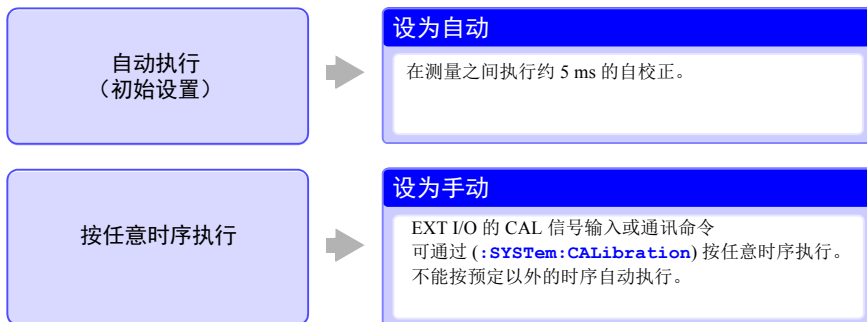 自动执行
（初始设置）
设为自动
在测量之间执行约 5 ms 的自校正。
按任意时序执行
设为手动
EXT I/O 的 CAL 信号输入或通讯命令
可通过 (:SYSTem:CALibration) 按任意时序执行。
不能按预定以外的时序自动执行。